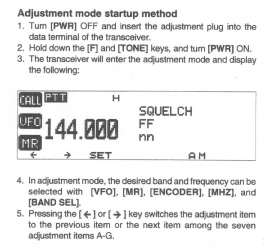 Adjustment mode startup method
1. Turn [PWR] OFF and insert the adjustment plug into the
data terminal of the transceiver.
2. Hold down the [F] and [TONE] keys, and turn [PWR] ON.
3. The transceiver will enter the adjustment mode and display
the following:
CALL PTT H
SQUELCH
VFO 144.000 FF
MR nn
← → SET A M
4. In adjustment mode, the desired band and frequency can be
selected with [VFO], [MR], [ENCODER], [MHZ], and
[BAND SEL].
5. Pressing the [ ← ] or [ → ] key switches the adjustment item
to the previous item or the next item among the seven
adjustment items A-G.